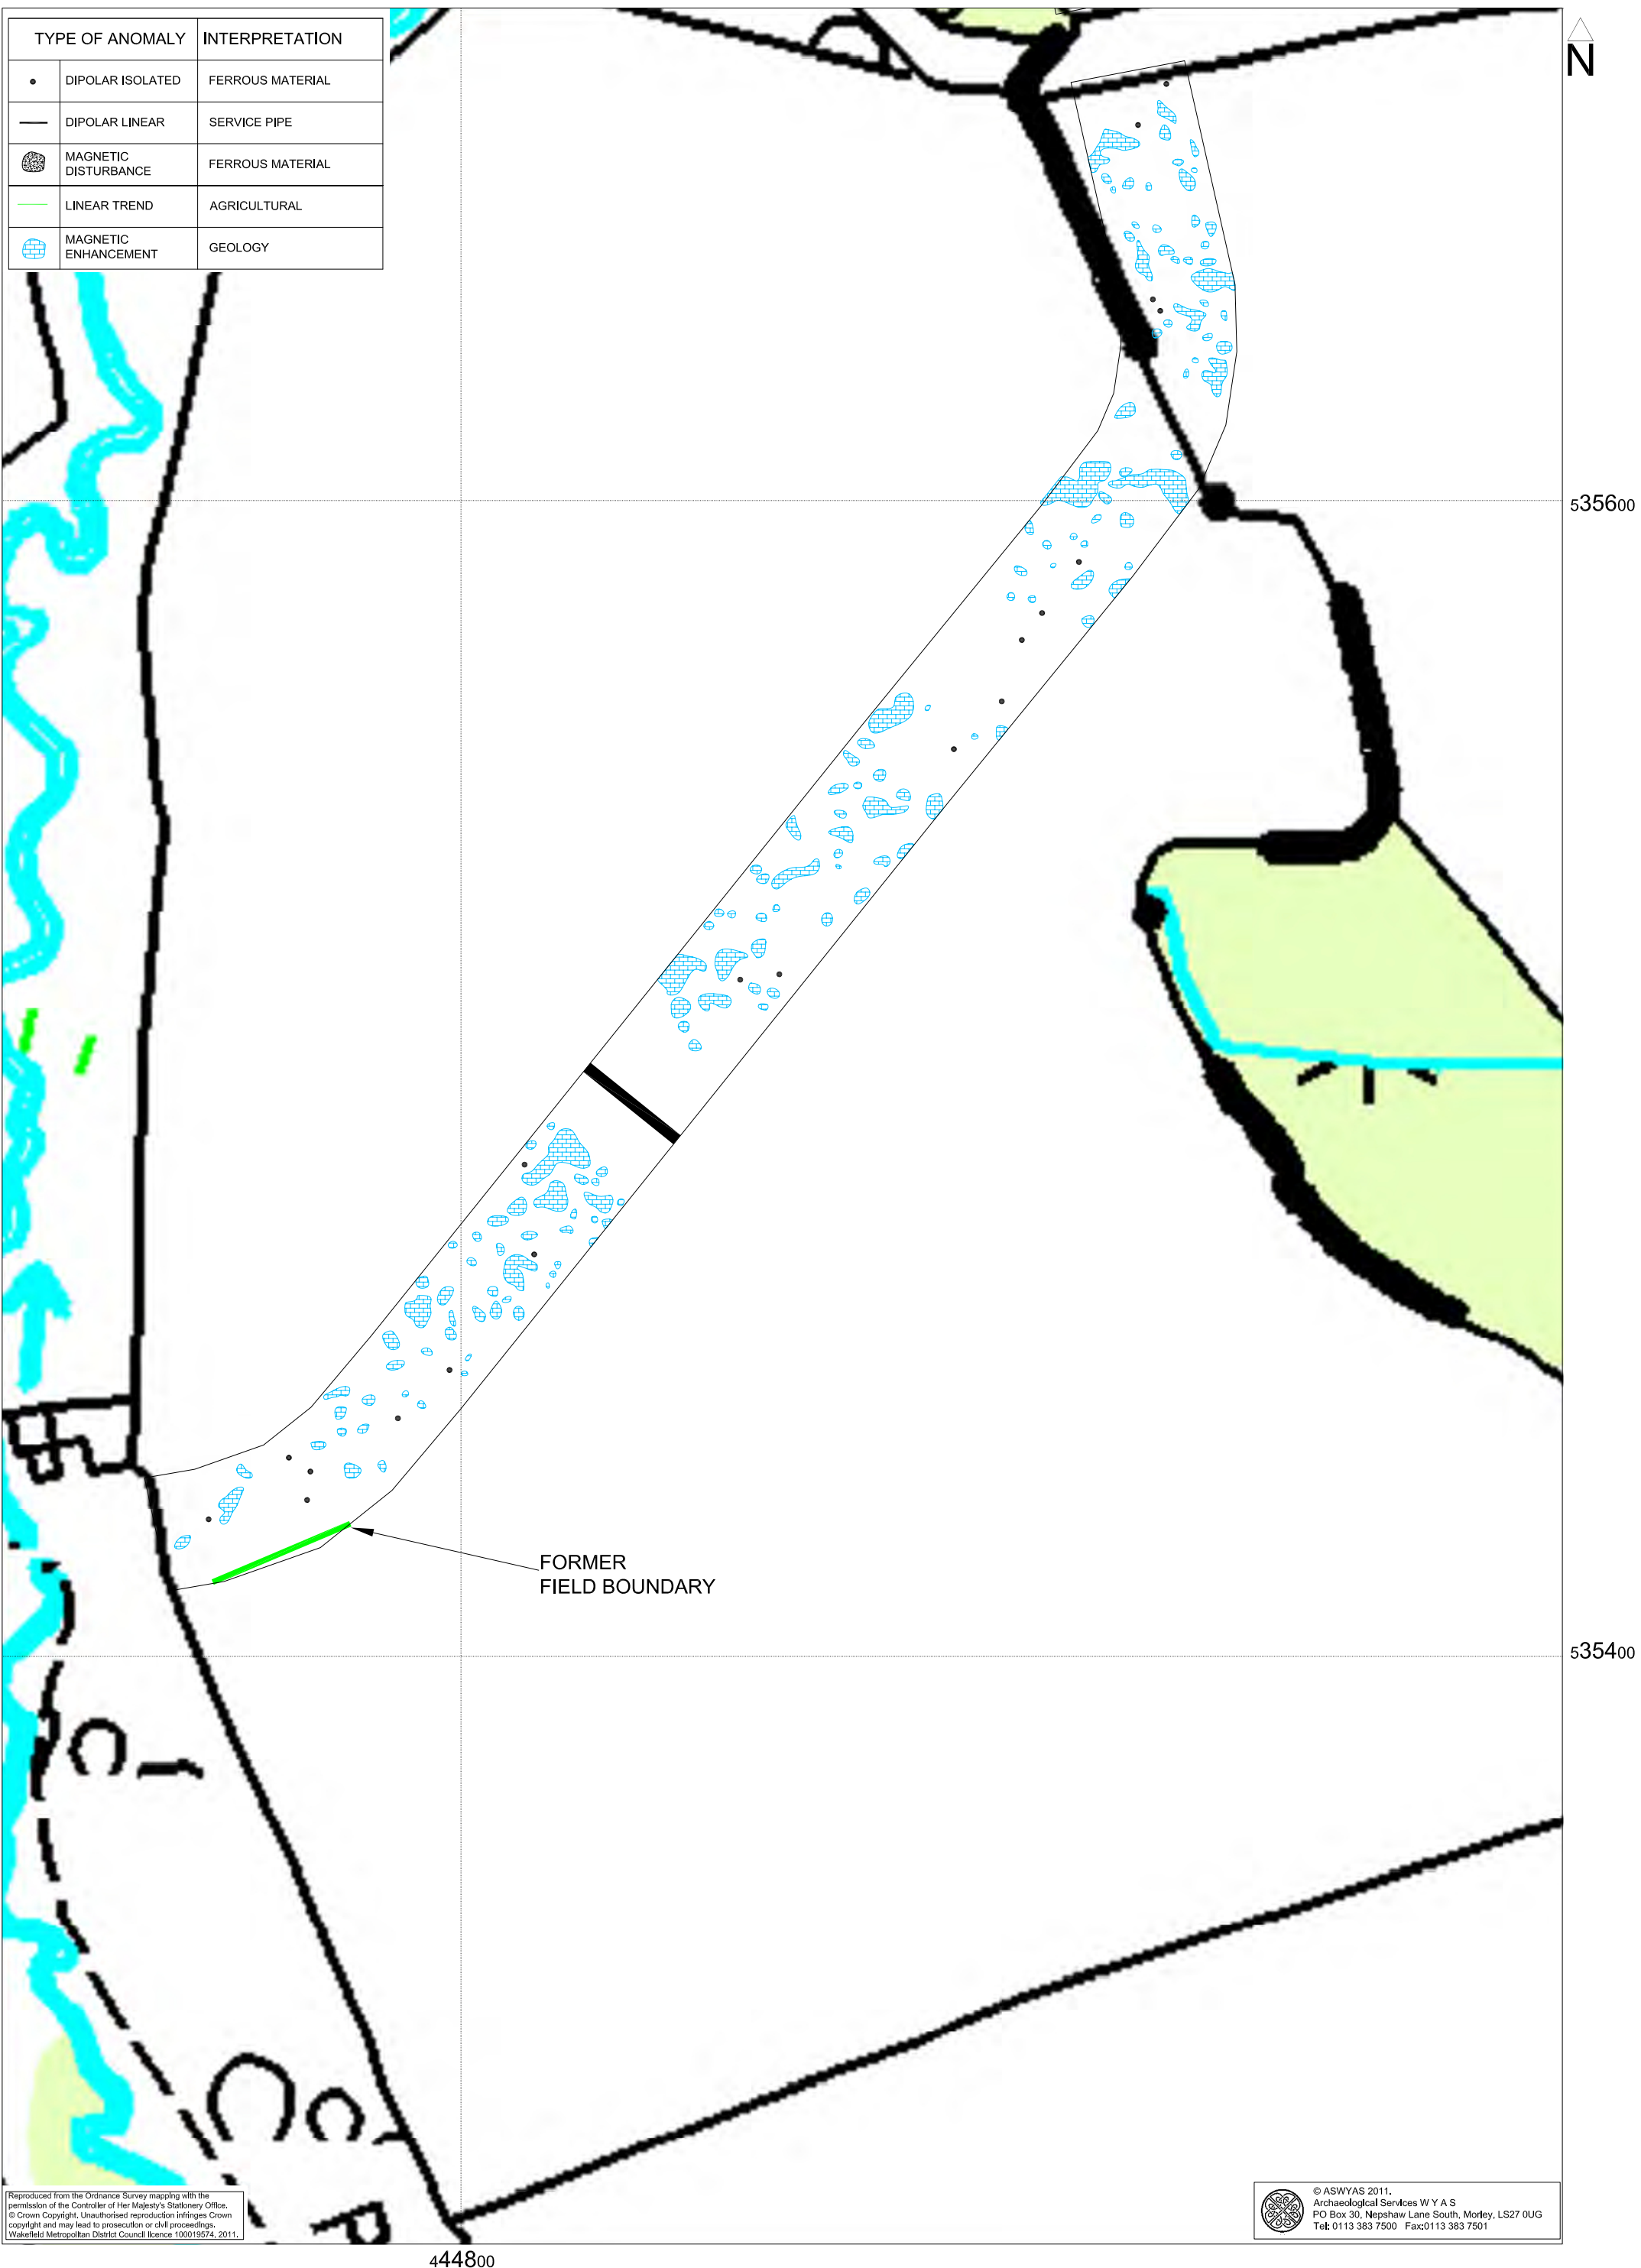 TYPE OF ANOMALY INTERPRETATION
DIPOLAR ISOLATED FERROUS MATERIAL
DIPOLAR LINEAR SERVICE PIPE
MAGNETIC
DISTURBANCE
FERROUS MATERIAL
LINEAR TREND AGRICULTURAL
MAGNETIC
ENHANCEMENT
GEOLOGY
N
535600
FORMER
FIELD BOUNDARY
535400
Reproduced from the Ordnance Survey mapping with the
permission of the Controller of Her Majesty's Stationery Office.
© Crown Copyright. Unauthorised reproduction infringes Crown
copyright and may lead to prosecution or civil proceedings.
Wakefield Metropolitan District Council licence 100019574, 2011.
© ASWYAS 2011.
Archaeological Services W Y A S
PO Box 30, Nepshaw Lane South, Morley, LS27 0UG
Tel: 0113 383 7500 Fax:0113 383 7501
444800